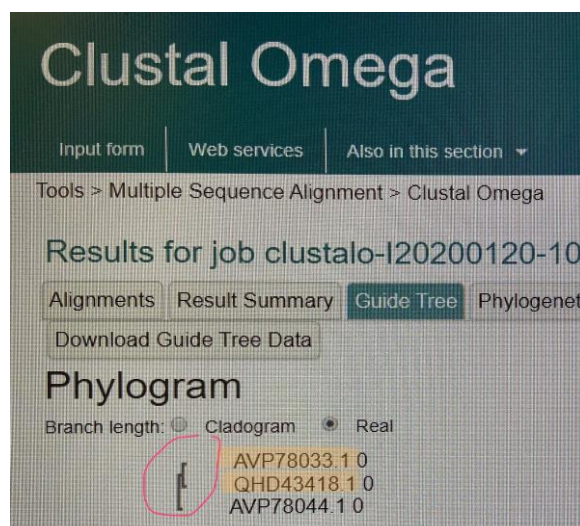 Clustal Omega
Input form Web services Also in this section
Tools > Multiple Sequence Alignment > Clustal Omega
Results for job clustalo-I20200120-10
Alignments Result Summary Guide Tree Phylogenet
Download Guide Tree Data
Phylogram
Branch length: Cladogram Real
AVP78033.1 0
QHD43418.1 0
AVP78044.1 0